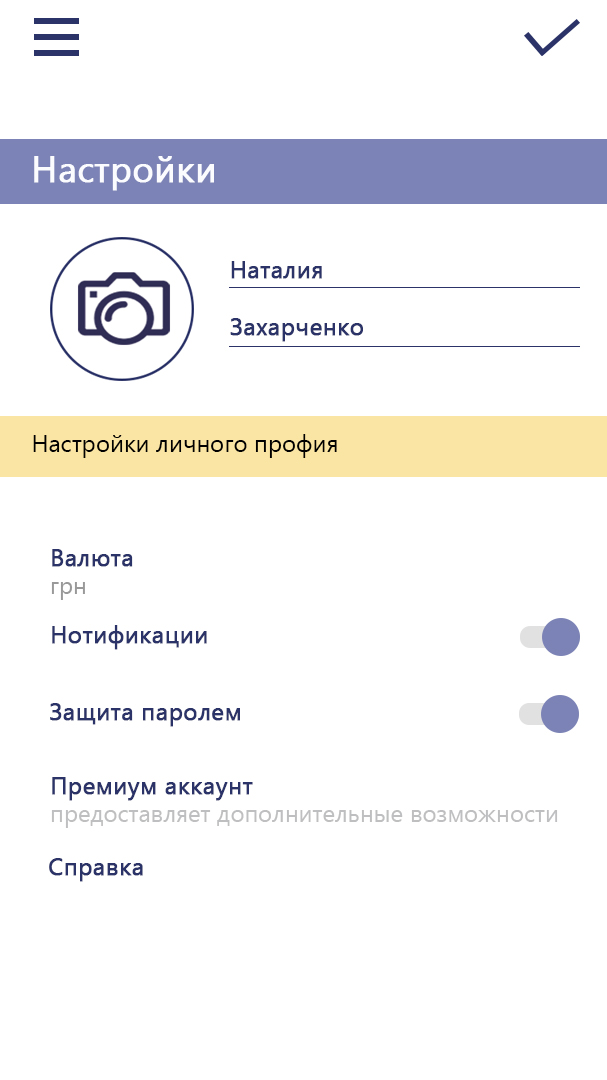 Настройки
Наталия
Захарченко
Настройки личного профия
Валюта
грн
Нотификации
Защита паролем
Премиум аккаунт
предоставляет дополнительные возможности
Справка